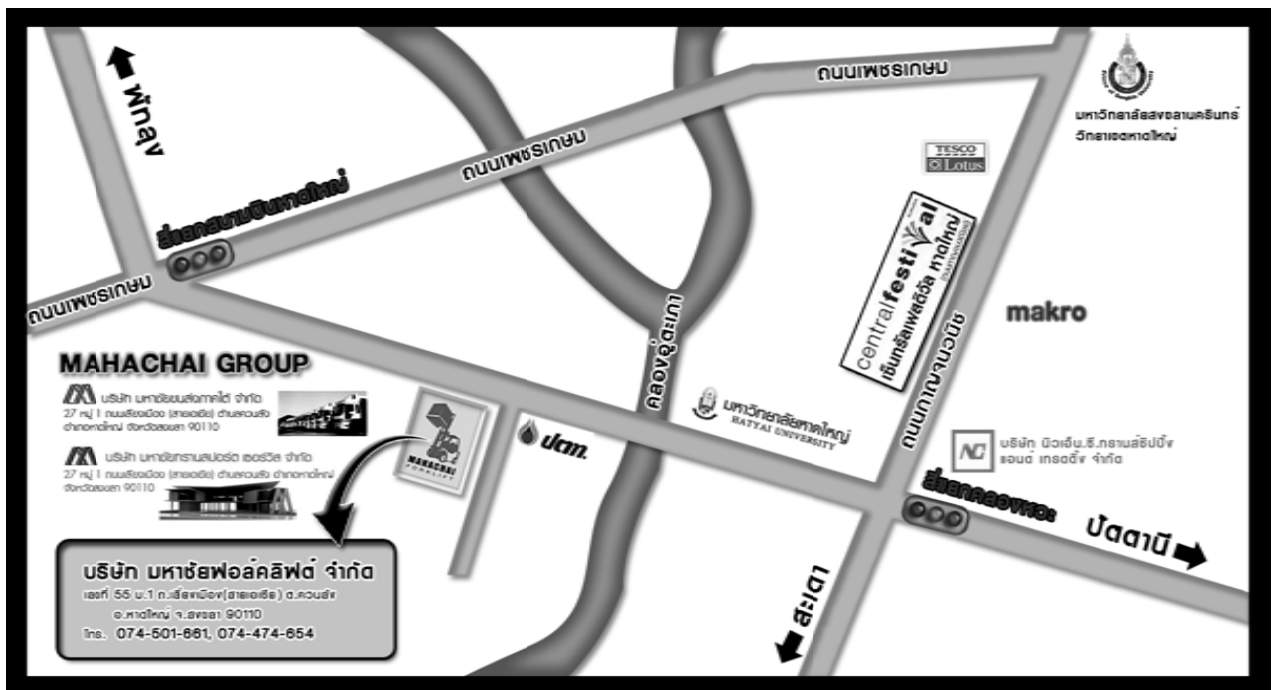 พัทลุง
ถนนเพชรเกษม
มหาวิทยาลัยสงขลานครินทร์
วิทยาเขตหาดใหญ่
TESCO
Lotus
ถนนเพชรเกษม
สี่แยกสนามบินหาดใหญ่
ถนนเพชรเกษม
central festival
เซ็นทรัลเฟสติวัล หาดใหญ่
makro
ถนนกาญจนวนิช
คลองอู่ตะเภา
MAHACHAI GROUP
บริษัท มหาชัยขนส่งภาคใต้ จำกัด
27 หมู่ 1 ถนนเลี่ยงเมือง (สายเอเซีย) ตำบลควนลัง
อำเภอหาดใหญ่ จังหวัดสงขลา 90110
บริษัท มหาชัยทรานสปอร์ต เซอร์วิส จำกัด
27 หมู่ 1 ถนนเลี่ยงเมือง (สายเอเซีย) ตำบลควนลัง อำเภอหาดใหญ่
จังหวัดสงขลา 90110
MAHACHAI
FORKLIFT
ปตท.
มหาวิทยาลัยหาดใหญ่
HATYAI UNIVERSITY
NC
บริษัท นิวเอ็น.ซี.ทรานส์ชิปปิ้ง
แอนด์ เทรดดิ้ง จำกัด
สี่แยกคลองหวะ
ปัตตานี
สะเดา
บริษัท มหาชัยฟอล์คลิฟต์ จำกัด
เลขที่ 55 ม.1 ถ.เลี่ยงเมือง(สายเอเซีย) ต.ควนลัง
อ.หาดใหญ่ จ.สงขลา 90110
โทร. 074-501-661, 074-474-654